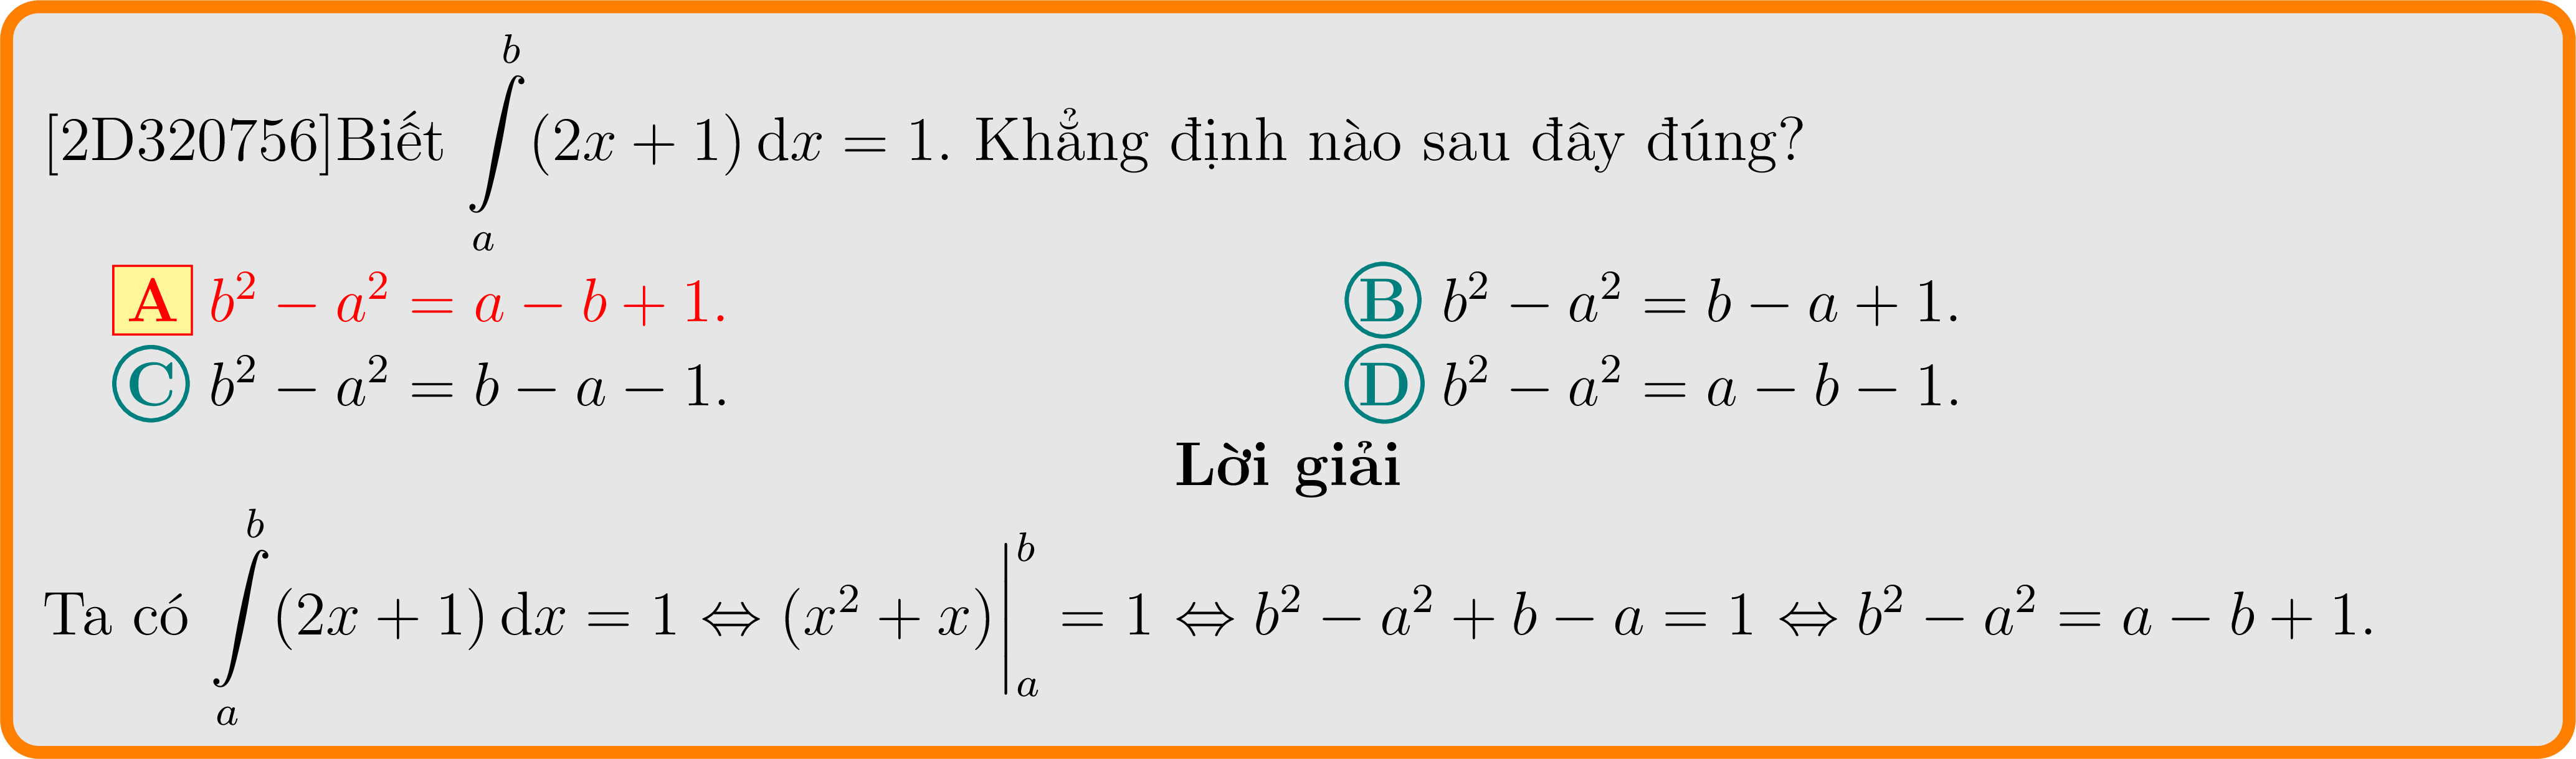 [2D320756]Biết $\int\limits_a^b (2x+1)\,\mathrm{d}x = 1$. Khẳng định nào sau đây đúng?
A $b^2 - a^2 = a - b + 1$. B $b^2 - a^2 = b - a + 1$.
C $b^2 - a^2 = b - a - 1$. D $b^2 - a^2 = a - b - 1$.
Lời giải
Ta có $\int\limits_a^b (2x+1)\,\mathrm{d}x = 1 \Leftrightarrow (x^2 + x)\Big|_a^b = 1 \Leftrightarrow b^2 - a^2 + b - a = 1 \Leftrightarrow b^2 - a^2 = a - b + 1$.